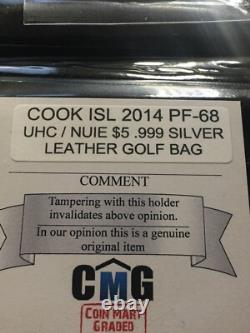 COOK ISL 2014 PF-68
UHC / NUIE $5 .999 SILVER
LEATHER GOLF BAG
COMMENT
Tampering with this holder
invalidates above opinion.
In our opinion this is a genuine
original item
CMG
COIN MART
GRADED
ebay